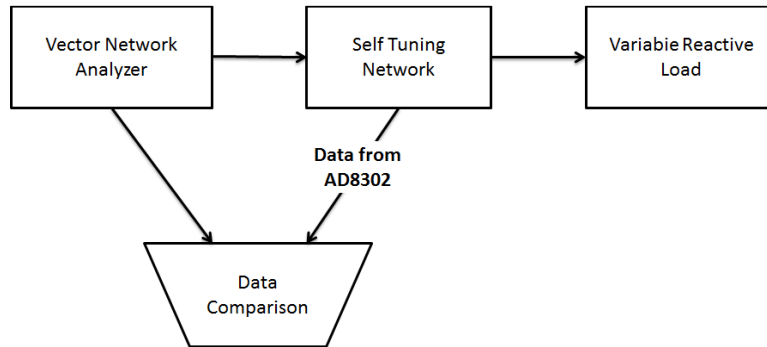 Vector Network
Analyzer
Self Tuning
Network
Variabie Reactive
Load
Data from
AD8302
Data
Comparison